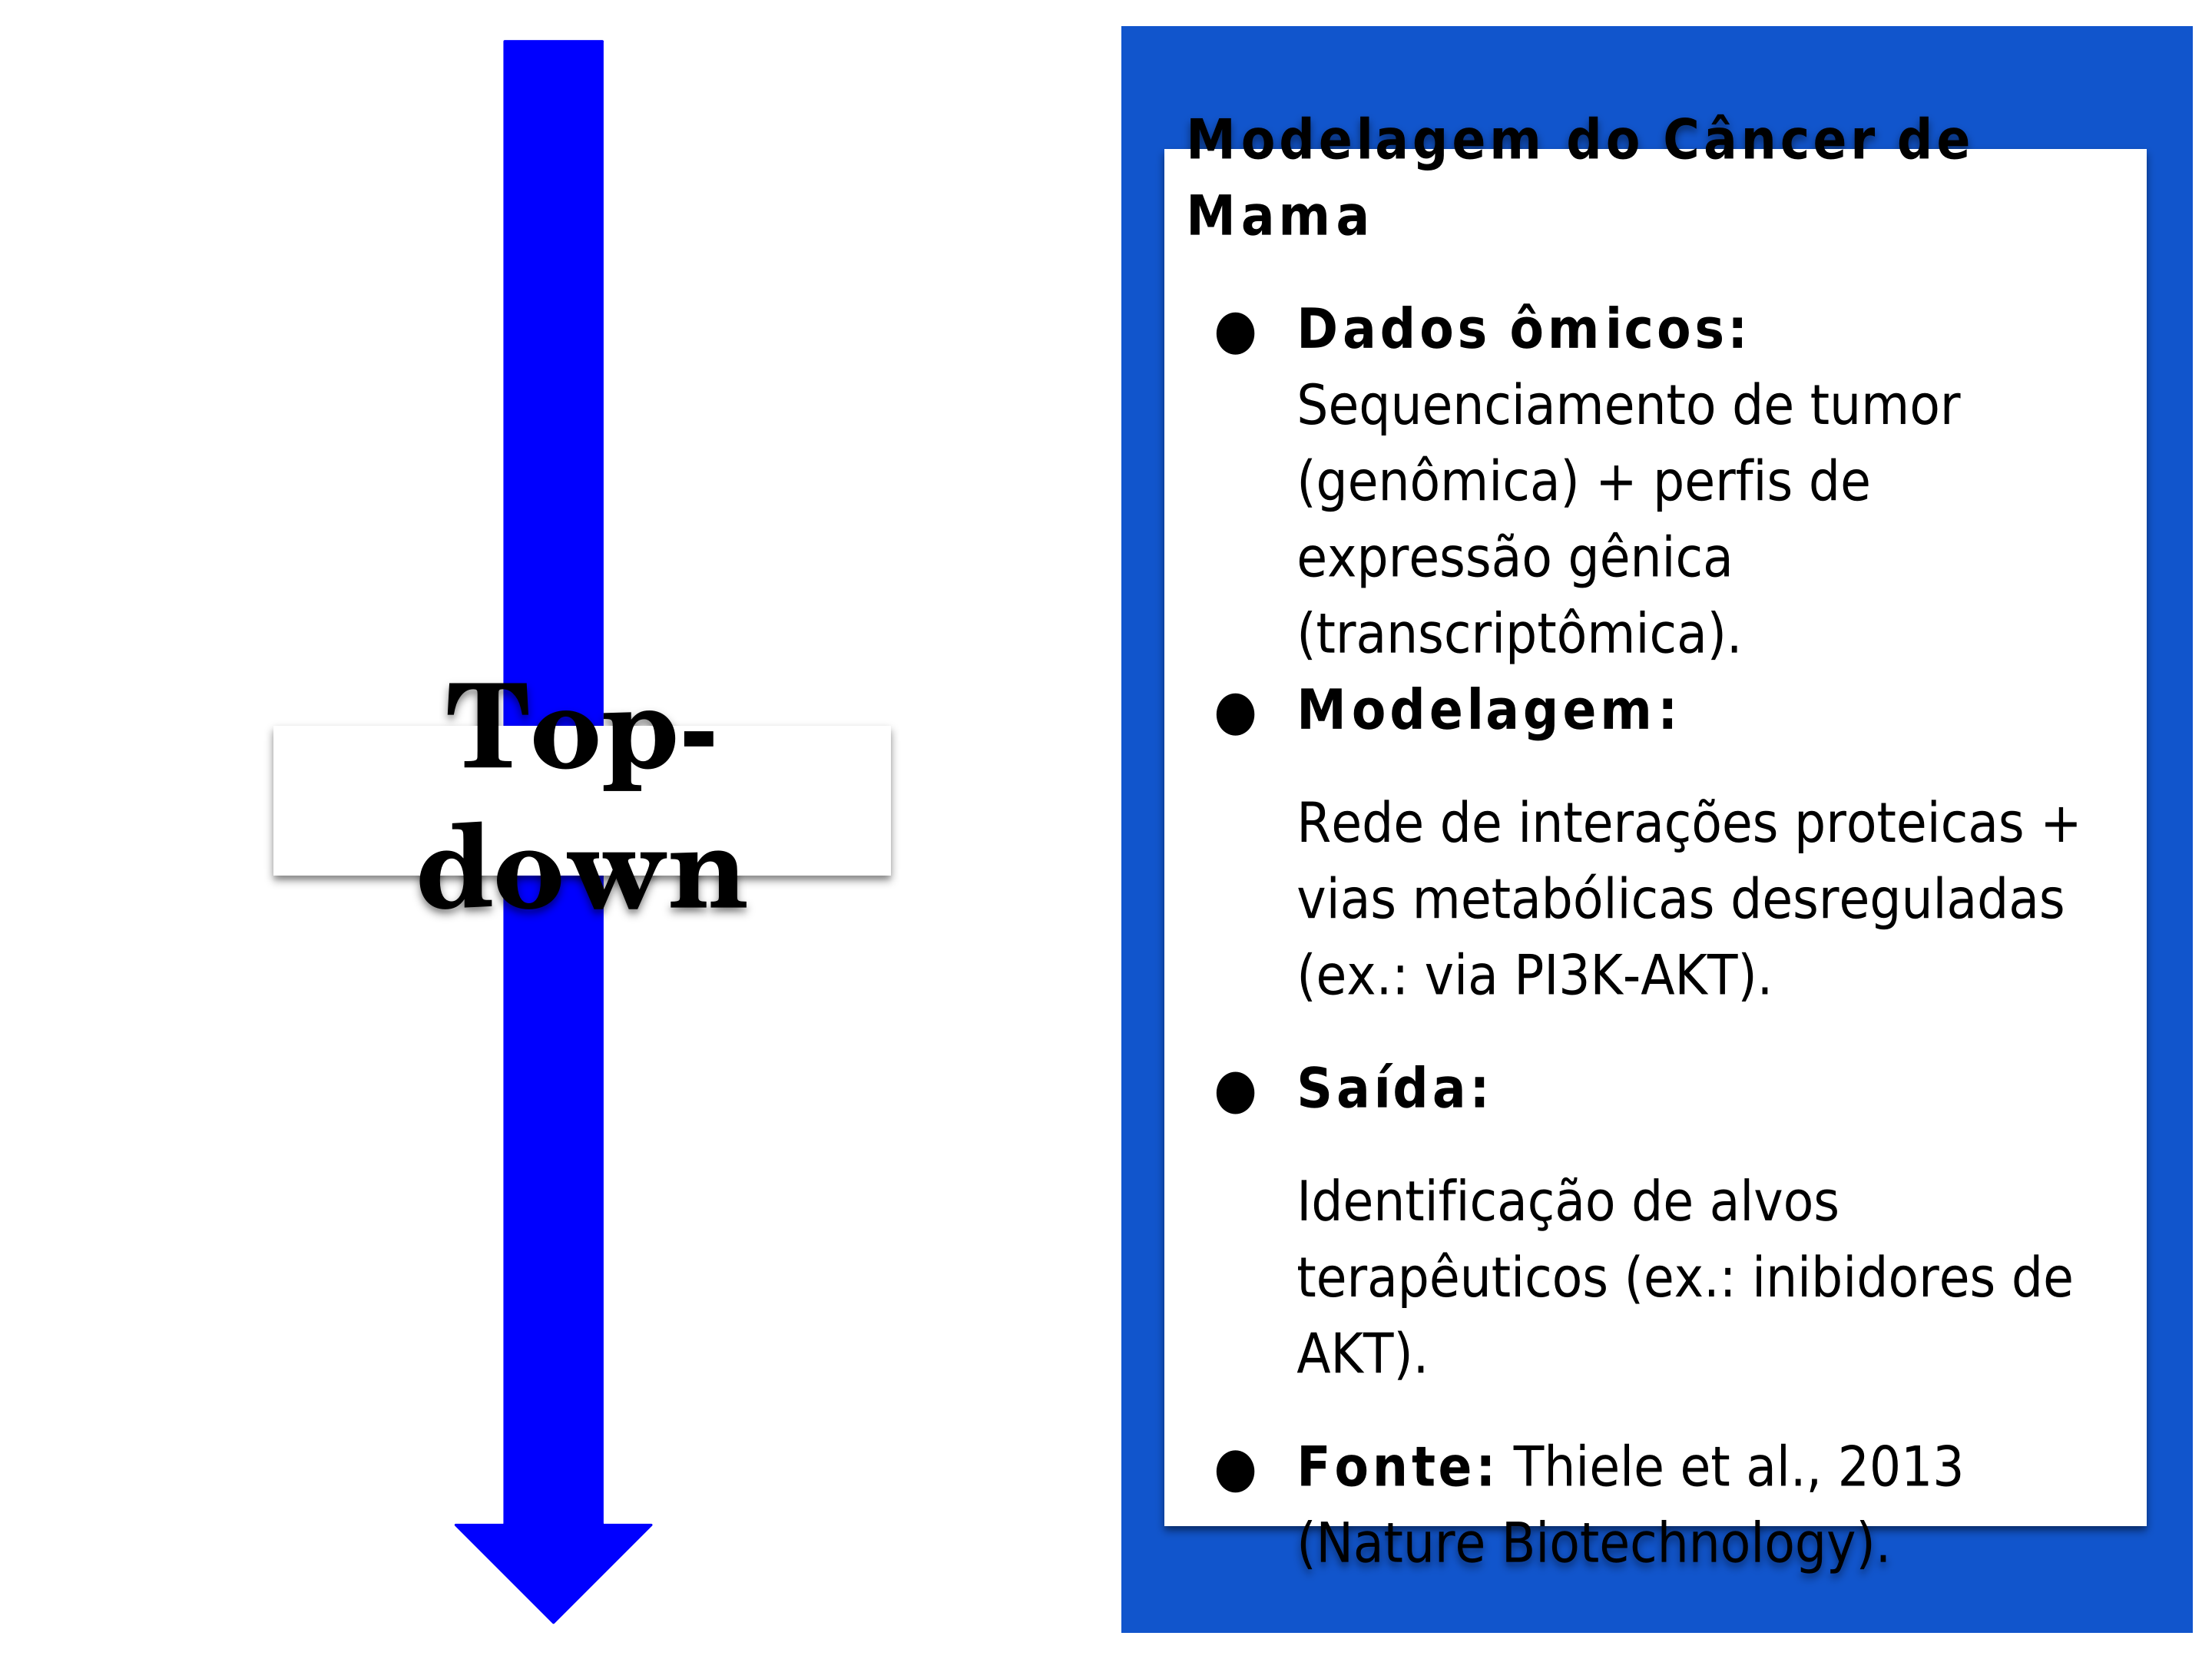 Top-
down
Modelagem do Câncer de
Mama
● Dados ômicos:
Sequenciamento de tumor
(genômica) + perfis de
expressão gênica
(transcriptômica).
● Modelagem:
Rede de interações proteicas +
vias metabólicas desreguladas
(ex.: via PI3K-AKT).
● Saída:
Identificação de alvos
terapêuticos (ex.: inibidores de
AKT).
● Fonte: Thiele et al., 2013
(Nature Biotechnology).